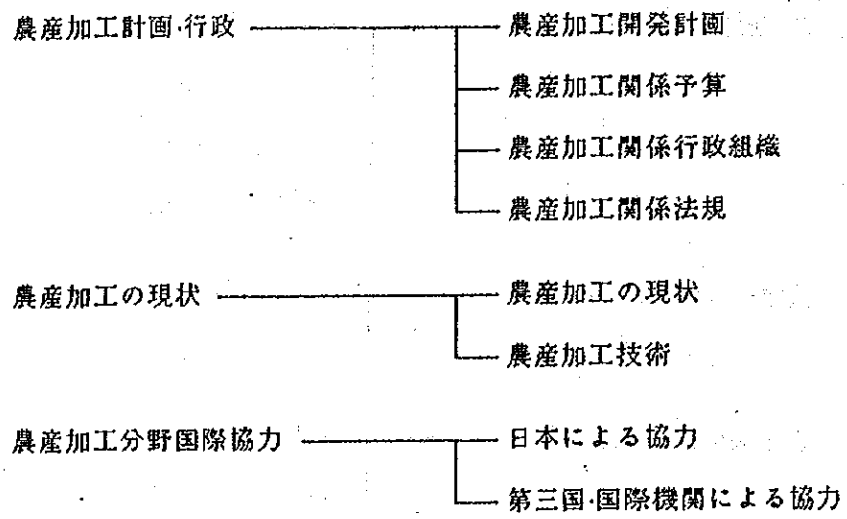 農産加工計画・行政 農産加工開発計画
農産加工関係予算
農産加工関係行政組織
農産加工関係法規
農産加工の現状 農産加工の現状
農産加工技術
農産加工分野国際協力 日本による協力
第三国・国際機関による協力